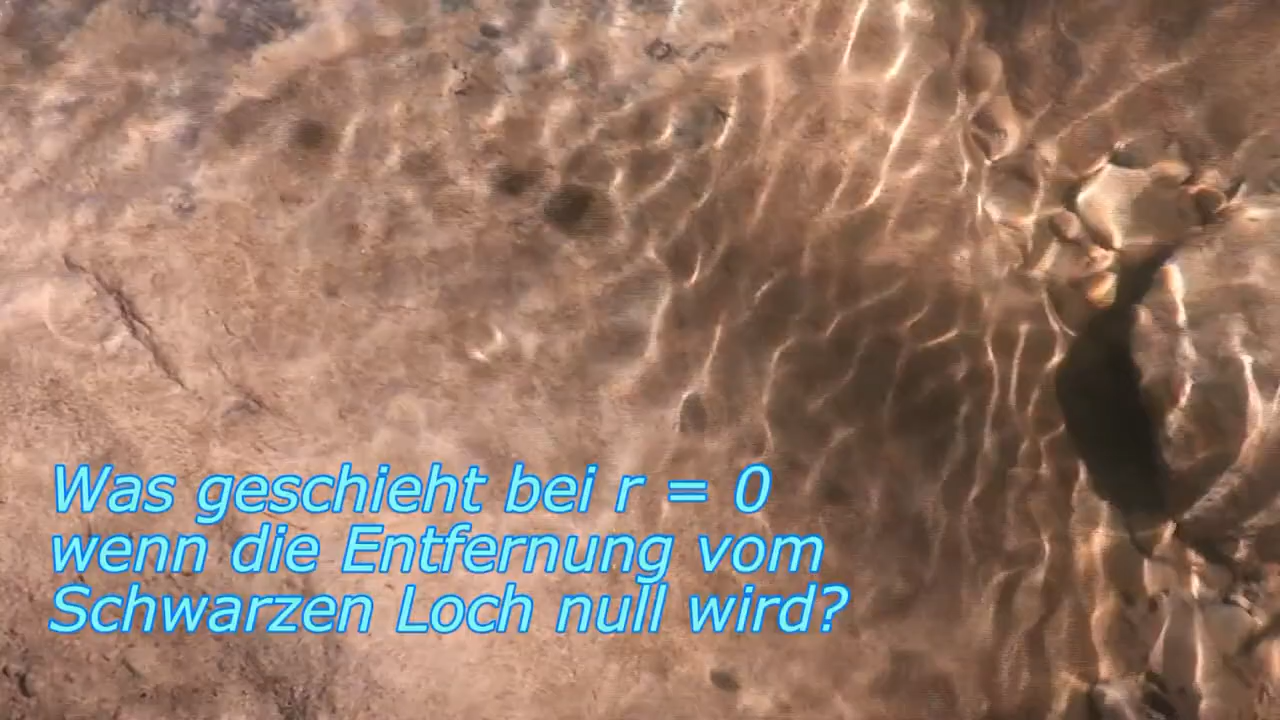 Was geschieht bei r = 0
wenn die Entfernung vom
Schwarzen Loch null wird?